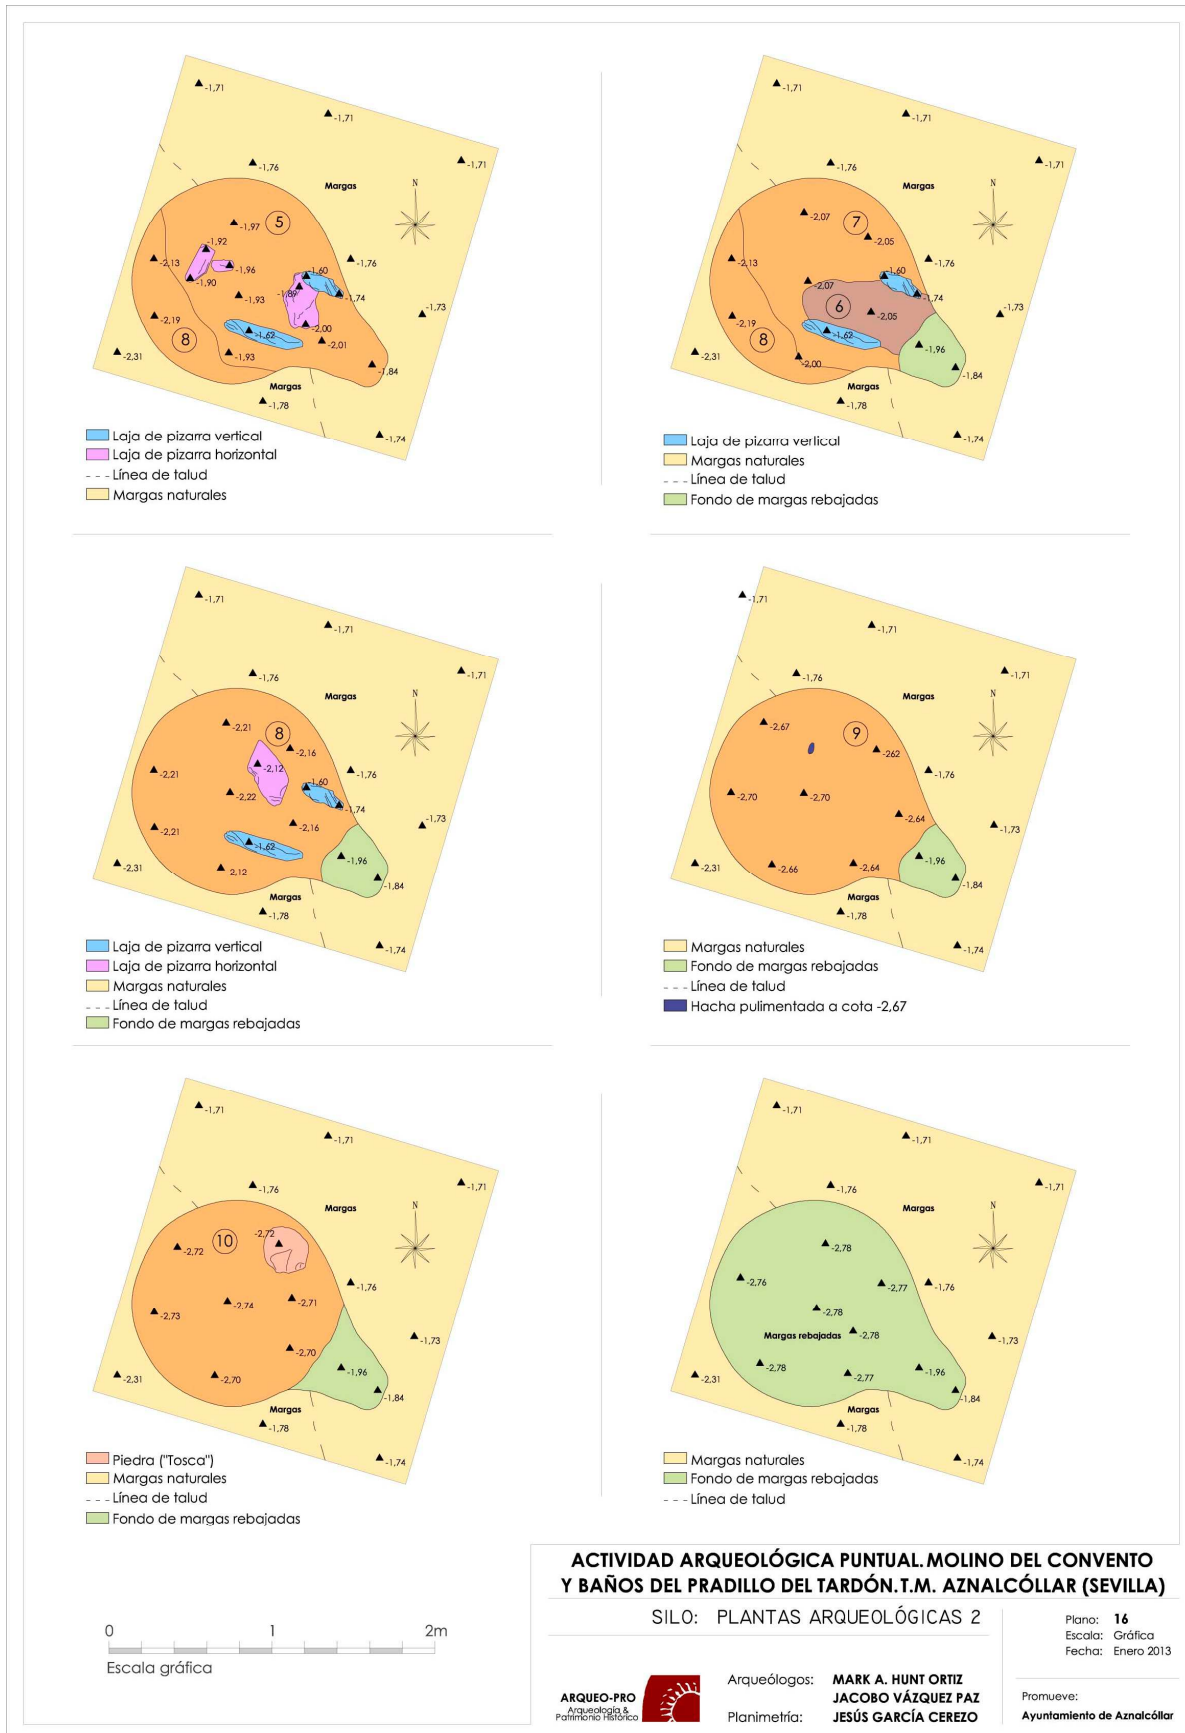 -1,71
-1,71
-1,71
-1,76
Margas
N
-1,97
5
-1,92
-2,13
-1,96
-1,60
-1,76
-1,90
-1,89
-1,93
-1,74
-1,73
-2,19
-1,62
-2,00
-2,01
8
-2,31
-1,93
-1,84
Margas
-1,78
-1,74
Laja de pizarra vertical
Laja de pizarra horizontal
Línea de talud
Margas naturales
-1,71
-1,71
-1,71
-1,76
Margas
N
-2,07
7
-2,05
-2,13
-1,76
-2,07
-1,60
-1,74
-1,73
6
-2,05
-2,19
-1,62
8
-1,96
-2,31
-2,00
-1,84
Margas
-1,78
-1,74
Laja de pizarra vertical
Margas naturales
Línea de talud
Fondo de margas rebajadas
-1,71
-1,71
-1,71
-1,76
Margas
N
-2,21
8
-2,16
-2,21
-2,12
-1,76
-2,22
-1,60
-1,74
-1,73
-2,21
-2,16
-1,62
-1,96
-2,31
2,12
-1,84
Margas
-1,78
-1,74
Laja de pizarra vertical
Laja de pizarra horizontal
Margas naturales
Línea de talud
Fondo de margas rebajadas
-1,71
-1,71
-1,71
-1,76
Margas
N
-2,67
9
-262
-1,76
-2,70
-2,70
-2,64
-1,73
-1,96
-2,31
-2,66
-2,64
-1,84
Margas
-1,78
-1,74
Margas naturales
Fondo de margas rebajadas
Línea de talud
Hacha pulimentada a cota -2,67
-1,71
-1,71
-1,71
-1,76
Margas
N
-2,72
10
-2,72
-1,76
-2,73
-2,74
-2,71
-1,73
-2,70
-1,96
-2,31
-2,70
-1,84
Margas
-1,78
-1,74
Piedra ("Tosca")
Margas naturales
Línea de talud
Fondo de margas rebajadas
-1,71
-1,71
-1,71
-1,76
Margas
N
-2,78
-2,76
-2,77
-1,76
-2,78
Margas rebajadas
-2,78
-1,73
-2,78
-2,77
-1,96
-2,31
-1,84
Margas
-1,78
-1,74
Margas naturales
Fondo de margas rebajadas
Línea de talud
0 1 2m
Escala gráfica
ACTIVIDAD ARQUEOLÓGICA PUNTUAL. MOLINO DEL CONVENTO
Y BAÑOS DEL PRADILLO DEL TARDÓN. T.M. AZNALCÓLLAR (SEVILLA)
SILO: PLANTAS ARQUEOLÓGICAS 2
Plano: 16
Escala: Gráfica
Fecha: Enero 2013
ARQUEO-PRO
Arqueología &
Patrimonio Histórico
Arqueólogos: MARK A. HUNT ORTIZ
JACOBO VÁZQUEZ PAZ
Planimetría: JESÚS GARCÍA CEREZO
Promueve:
Ayuntamiento de Aznalcóllar